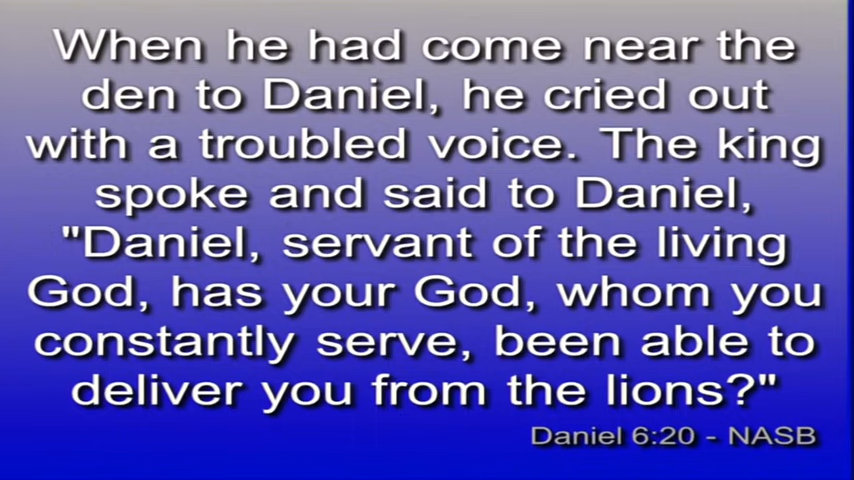 When he had come near the
den to Daniel, he cried out
with a troubled voice. The king
spoke and said to Daniel,
"Daniel, servant of the living
God, has your God, whom you
constantly serve, been able to
deliver you from the lions?"
Daniel 6:20 - NASB